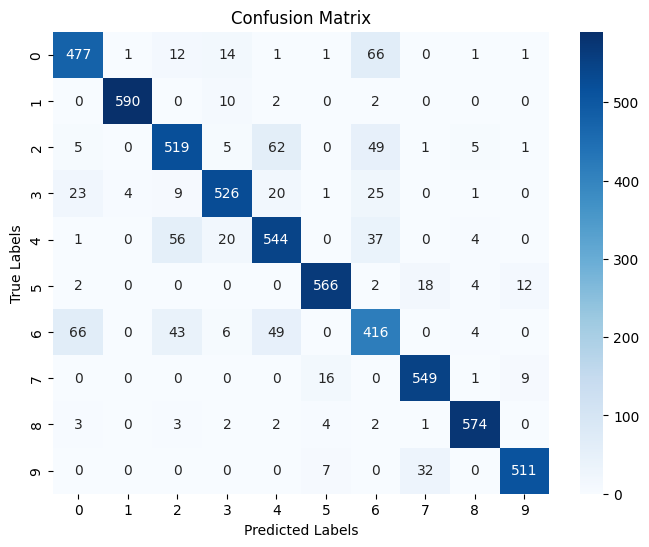 Confusion Matrix
0 477 1 12 14 1 1 66 0 1 1
1 0 590 0 10 2 0 2 0 0 0
2 5 0 519 5 62 0 49 1 5 1
3 23 4 9 526 20 1 25 0 1 0
4 1 0 56 20 544 0 37 0 4 0
5 2 0 0 0 0 566 2 18 4 12
6 66 0 43 6 49 0 416 0 4 0
7 0 0 0 0 0 16 0 549 1 9
8 3 0 3 2 2 4 2 1 574 0
9 0 0 0 0 0 7 0 32 0 511
0 1 2 3 4 5 6 7 8 9
Predicted Labels
True Labels
500
400
300
200
100
0